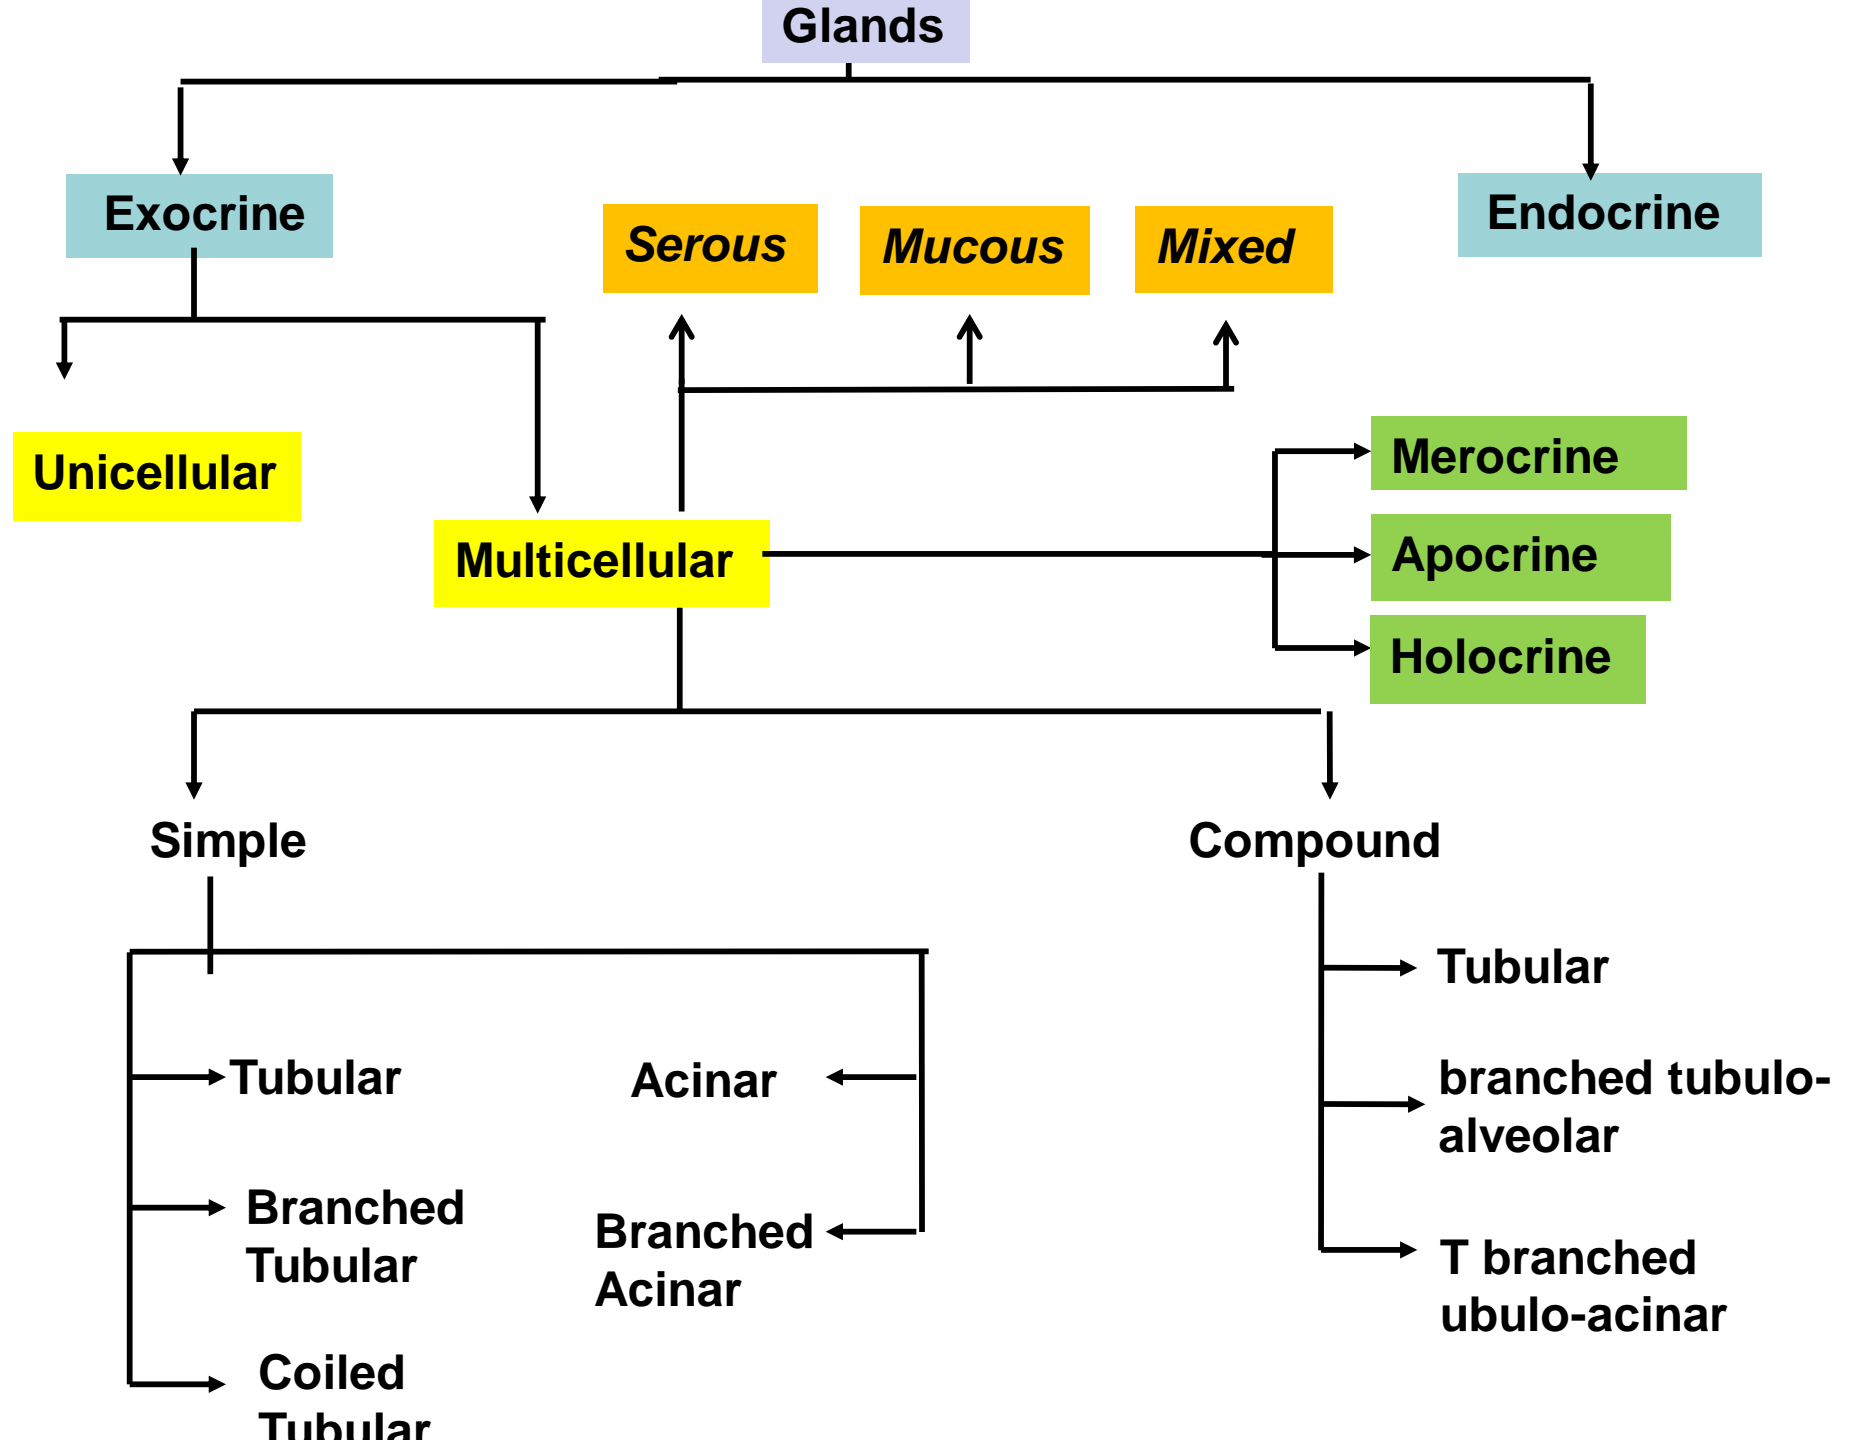 Glands
Exocrine
Endocrine
Serous
Mucous
Mixed
Unicellular
Multicellular
Merocrine
Apocrine
Holocrine
Simple
Compound
Tubular
Branched
Tubular
Coiled
Tubular
Acinar
Branched
Acinar
Tubular
branched tubulo-
alveolar
T branched
ubulo-acinar